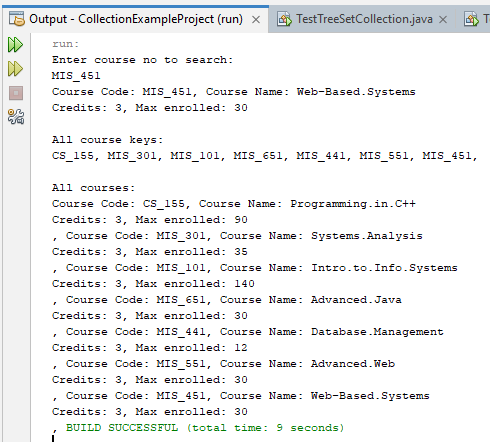 Output - CollectionExampleProject (run) × TestTreeSetCollection.java × T
run:
Enter course no to search:
MIS_451
Course Code: MIS_451, Course Name: Web-Based.Systems
Credits: 3, Max enrolled: 30
All course keys:
CS_155, MIS_301, MIS_101, MIS_651, MIS_441, MIS_551, MIS_451,
All courses:
Course Code: CS_155, Course Name: Programming.in.C++
Credits: 3, Max enrolled: 90
, Course Code: MIS_301, Course Name: Systems.Analysis
Credits: 3, Max enrolled: 35
, Course Code: MIS_101, Course Name: Intro.to.Info.Systems
Credits: 3, Max enrolled: 140
, Course Code: MIS_651, Course Name: Advanced.Java
Credits: 3, Max enrolled: 30
, Course Code: MIS_441, Course Name: Database.Management
Credits: 3, Max enrolled: 12
, Course Code: MIS_551, Course Name: Advanced.Web
Credits: 3, Max enrolled: 30
, Course Code: MIS_451, Course Name: Web-Based.Systems
Credits: 3, Max enrolled: 30
, BUILD SUCCESSFUL (total time: 9 seconds)